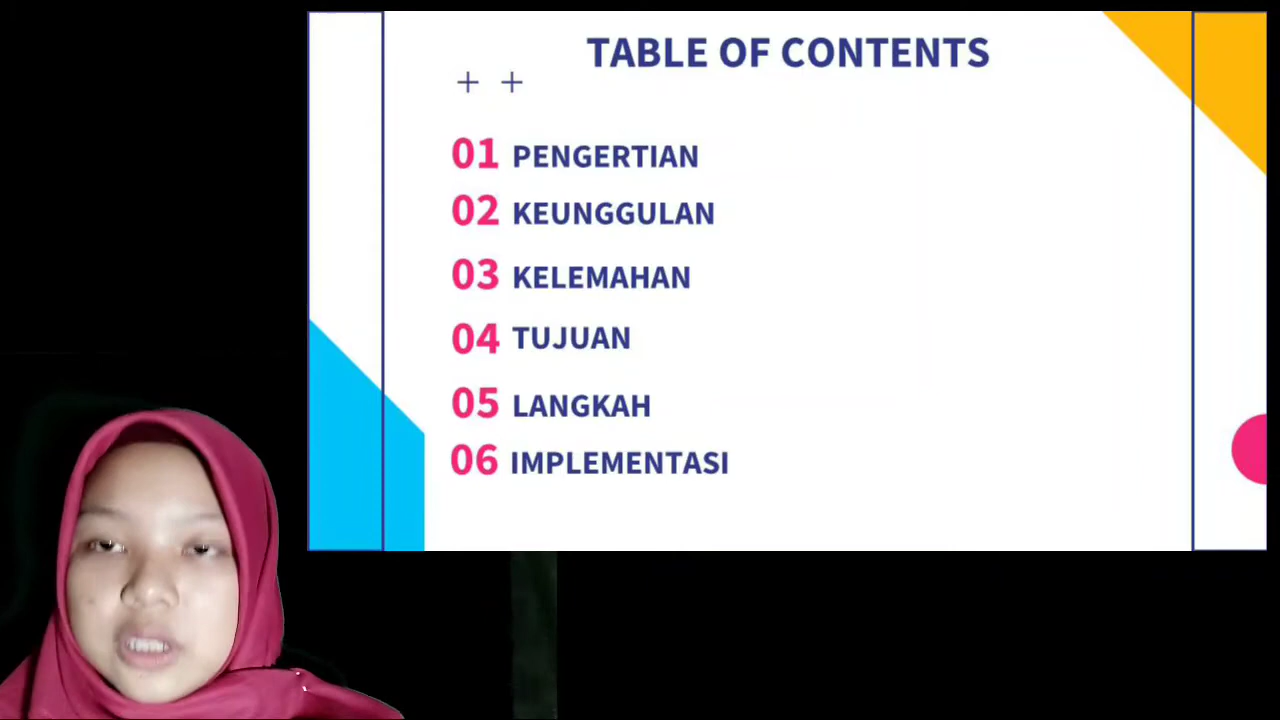 TABLE OF CONTENTS
01 PENGERTIAN
02 KEUNGGULAN
03 KELEMAHAN
04 TUJUAN
05 LANGKAH
06 IMPLEMENTASI